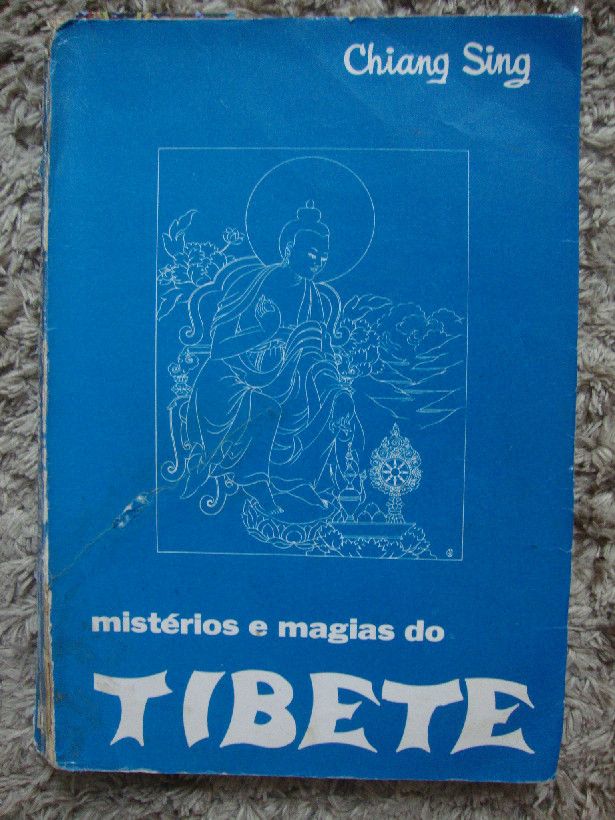 Chiang Sing
mistérios e magias do
TIBETE